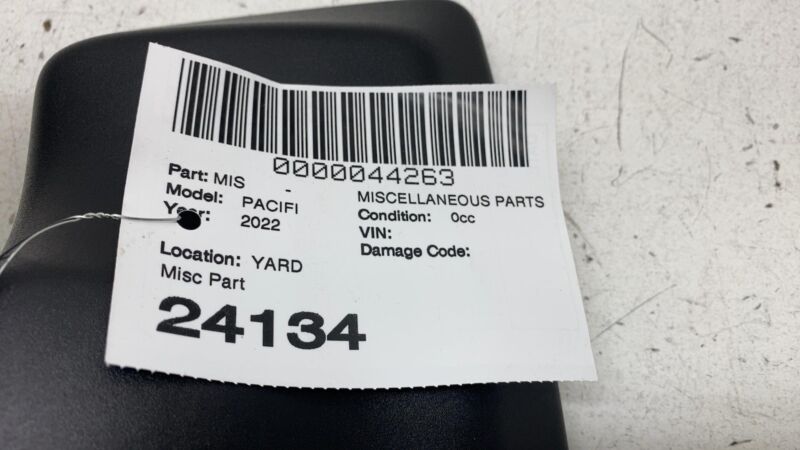 0000044263
Part: MIS - MISCELLANEOUS PARTS
Model: PACIFI Condition: 0cc
Year: 2022 VIN:
Damage Code:
Location: YARD
Misc Part
24134